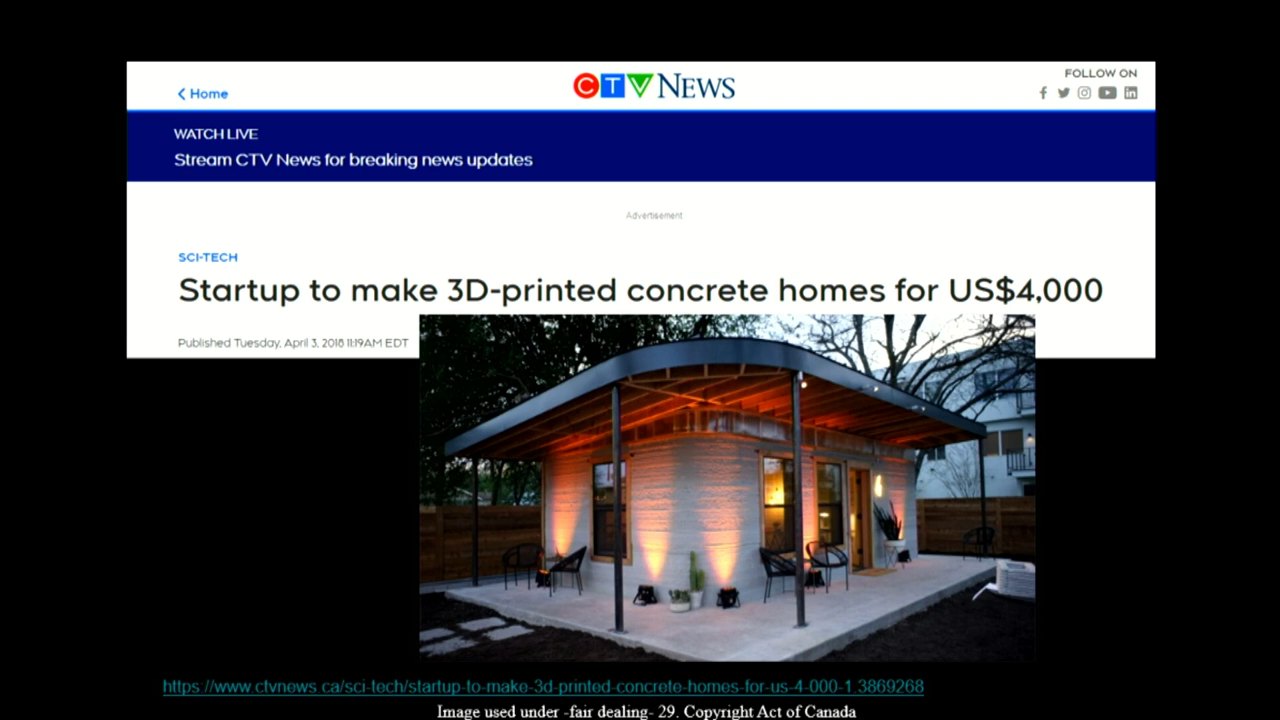 Home
CTV NEWS
FOLLOW ON
WATCH LIVE
Stream CTV News for breaking news updates
Advertisement
SCI-TECH
Startup to make 3D-printed concrete homes for US$4,000
Published Tuesday, April 3, 2018 11:19AM EDT
https://www.ctvnews.ca/sci-tech/startup-to-make-3d-printed-concrete-homes-for-us-4-000-1.3869268
Image used under -fair dealing- 29. Copyright Act of Canada